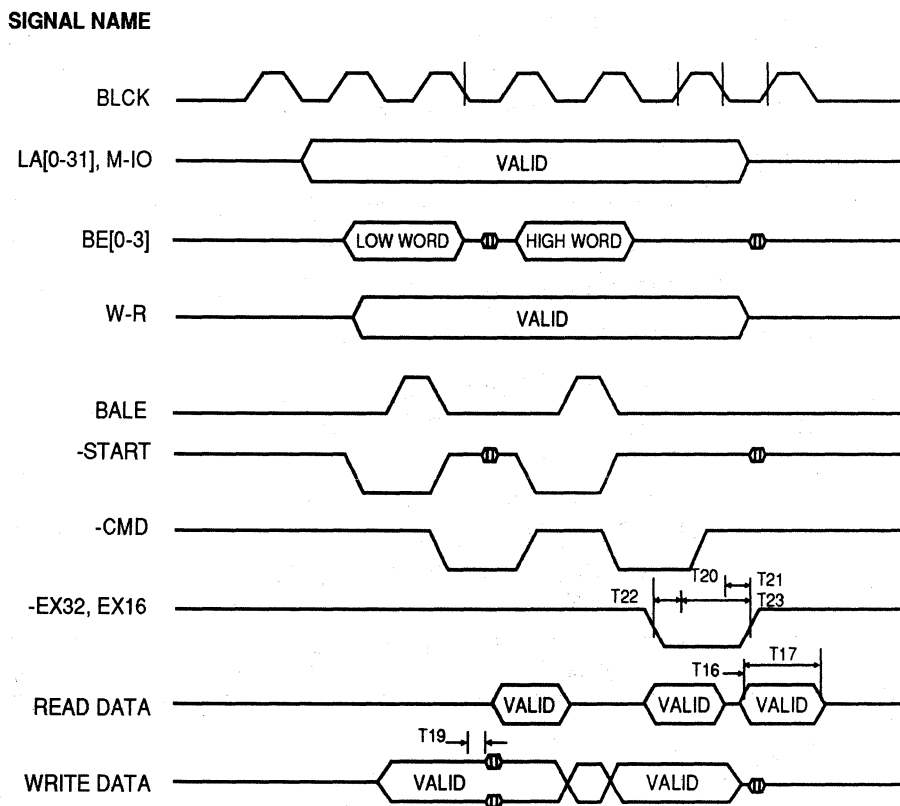 SIGNAL NAME
BLCK
LA[0-31], M-IO
VALID
BE[0-3]
LOW WORD
HIGH WORD
W-R
VALID
BALE
-START
-CMD
T20
T21
-EX32, EX16
T22
T23
T16
T17
READ DATA
VALID
VALID
VALID
T19
WRITE DATA
VALID
VALID